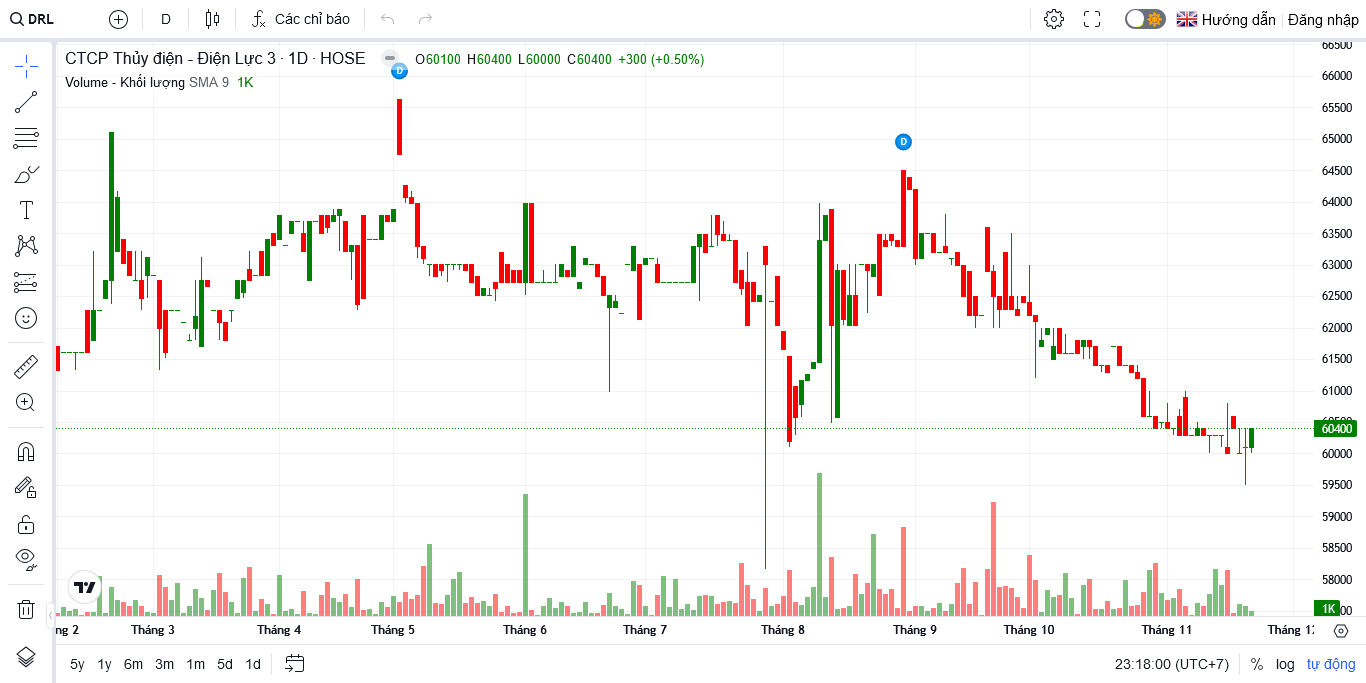 DRL D Các chỉ báo Hướng dẫn Đăng nhập
CTCP Thủy điện - Điện Lực 3 · 1D · HOSE O60100 H60400 L60000 C60400 +300 (+0.50%)
D
Volume - Khối lượng SMA 9 1K
D
66500
66000
65500
65000
64500
64000
63500
63000
62500
62000
61500
61000
60400
60000
59500
59000
58500
58000
1K
Tháng 3 Tháng 4 Tháng 5 Tháng 6 Tháng 7 Tháng 8 Tháng 9 Tháng 10 Tháng 11
5y 1y 6m 3m 1m 5d 1d 23:18:00 (UTC+7) % log tự động